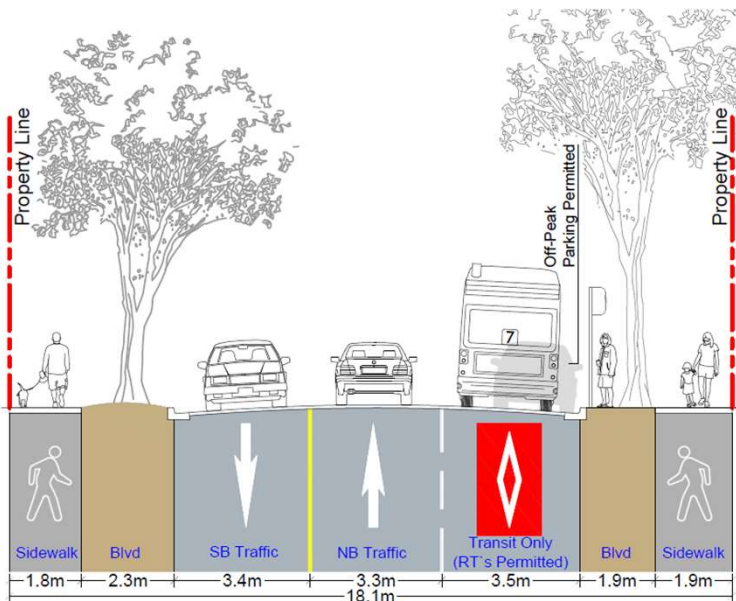 Property Line
Property Line
Off-Peak
Parking Permitted
7
Sidewalk
Blvd
SB Traffic
NB Traffic
Transit Only
(RT`s Permitted)
Blvd
Sidewalk
1.8m
2.3m
3.4m
3.3m
3.5m
1.9m
1.9m
18.1m